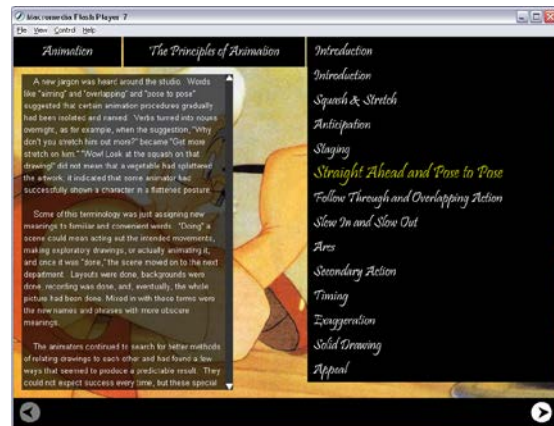 Macromedia Flash Player 7
File View Control Help
Animation
The Principles of Animation
A new jargon was heard around the studio. Words
like "aiming" and "overlapping" and "pose to pose"
suggested that certain animation procedures gradually
had been isolated and named. Verbs turned into nouns
overnight, as for example, when the suggestion, "Why
don't you stretch him out more?" became "Get more
stretch on him." "Wow! Look at the squash on that
drawing!" did not mean that a vegetable had splattered
the artwork; it indicated that some animator had
successfully shown a character in a flattened posture.
Some of this terminology was just assigning new
meanings to familiar and convenient words. "Doing" a
scene could mean acting out the intended movements,
making exploratory drawings, or actually animating it;
and once it was "done," the scene moved on to the next
department. Layouts were done, backgrounds were
done, recording was done, and, eventually, the whole
picture had been done. Mixed in with these terms were
the new names and phrases with more obscure
meanings.
The animators continued to search for better methods
of relating drawings to each other and had found a few
ways that seemed to produce a predictable result. They
could not expect success every time, but these special
Introduction
Introduction
Squash & Stretch
Anticipation
Staging
Straight Ahead and Pose to Pose
Follow Through and Overlapping Action
Slow In and Slow Out
Arcs
Secondary Action
Timing
Exaggeration
Solid Drawing
Appeal